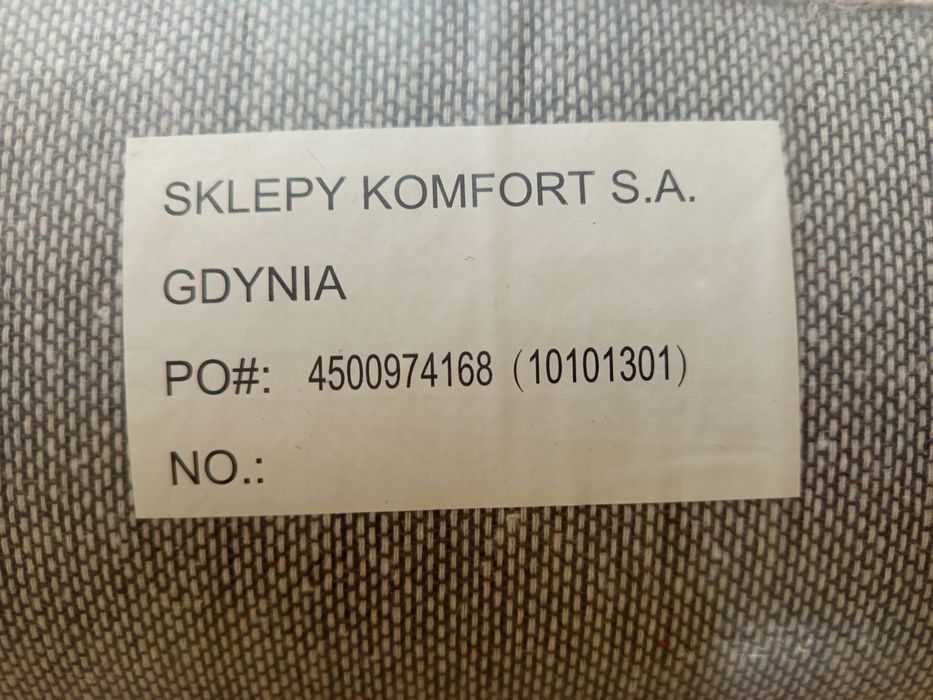 SKLEPY KOMFORT S.A.
GDYNIA
PO#: 4500974168 (10101301)
NO.: